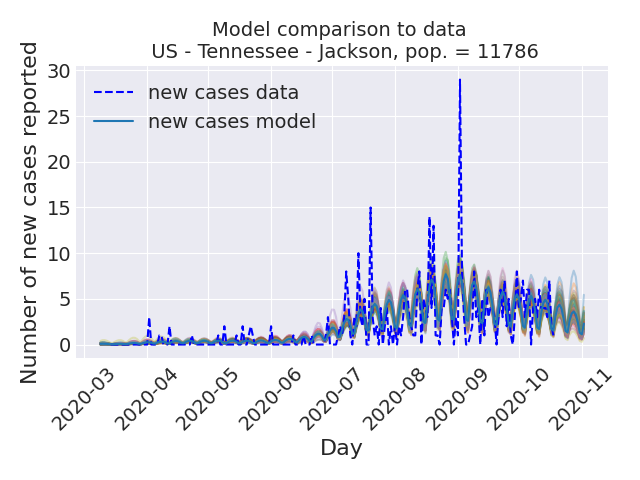 Model comparison to data
US - Tennessee - Jackson, pop. = 11786
Number of new cases reported
30
25
20
15
10
5
0
new cases data
new cases model
2020-03
2020-04
2020-05
2020-06
2020-07
2020-08
2020-09
2020-10
2020-11
Day